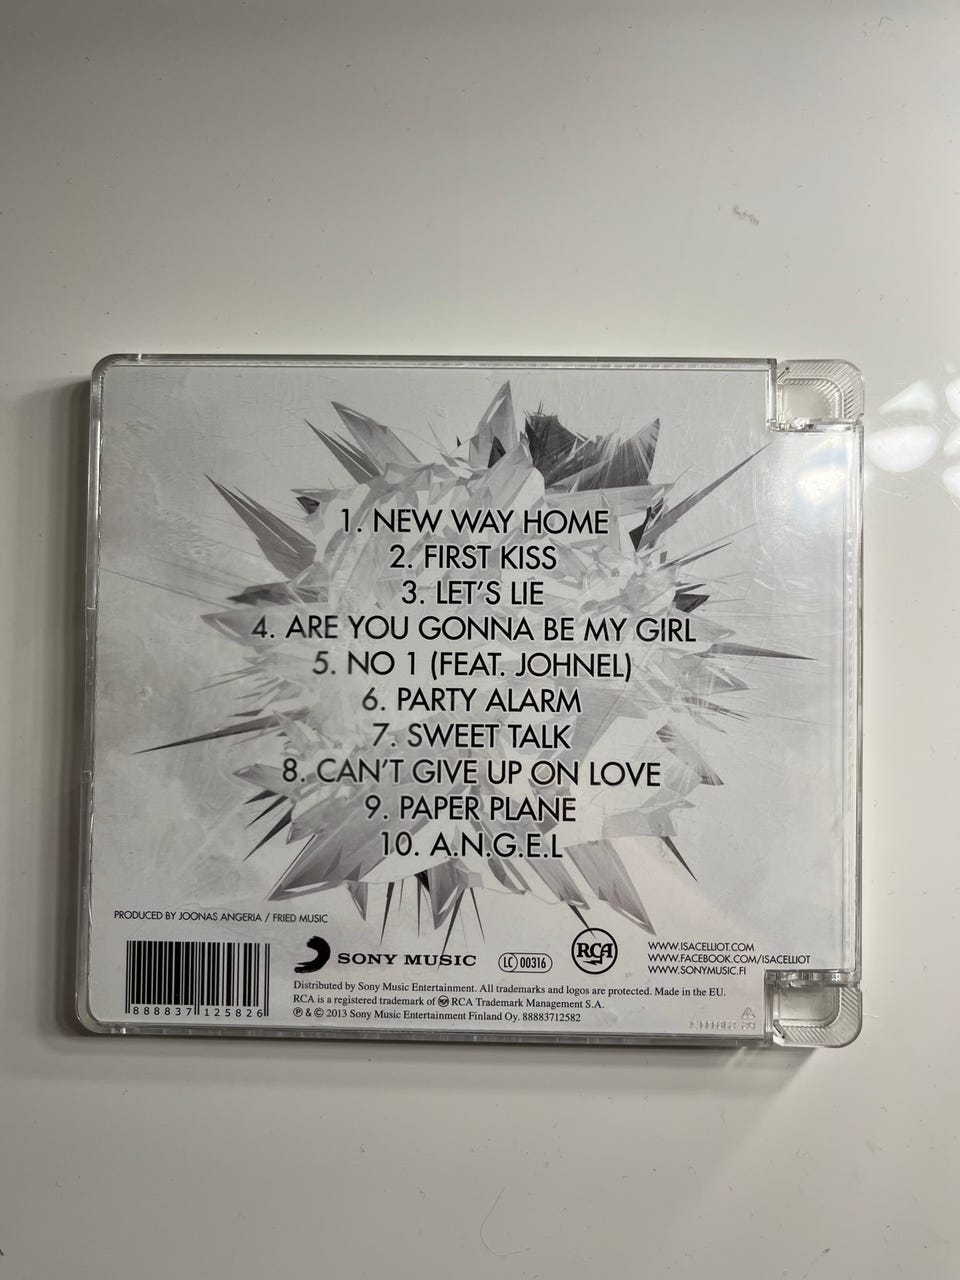 1. NEW WAY HOME
2. FIRST KISS
3. LET'S LIE
4. ARE YOU GONNA BE MY GIRL
5. NO 1 (FEAT. JOHNEL)
6. PARTY ALARM
7. SWEET TALK
8. CAN'T GIVE UP ON LOVE
9. PAPER PLANE
10. A.N.G.E.L
PRODUCED BY JOONAS ANGERIA / FRIED MUSIC
8 88837 12582 6
SONY MUSIC
LC 00316
RCA
WWW.ISACELLIOT.COM
WWW.FACEBOOK.COM/ISACELLIOT
WWW.SONYMUSIC.FI
Distributed by Sony Music Entertainment. All trademarks and logos are protected. Made in the EU.
RCA is a registered trademark of RCA Trademark Management S.A.
℗ & © 2013 Sony Music Entertainment Finland Oy. 88883712582